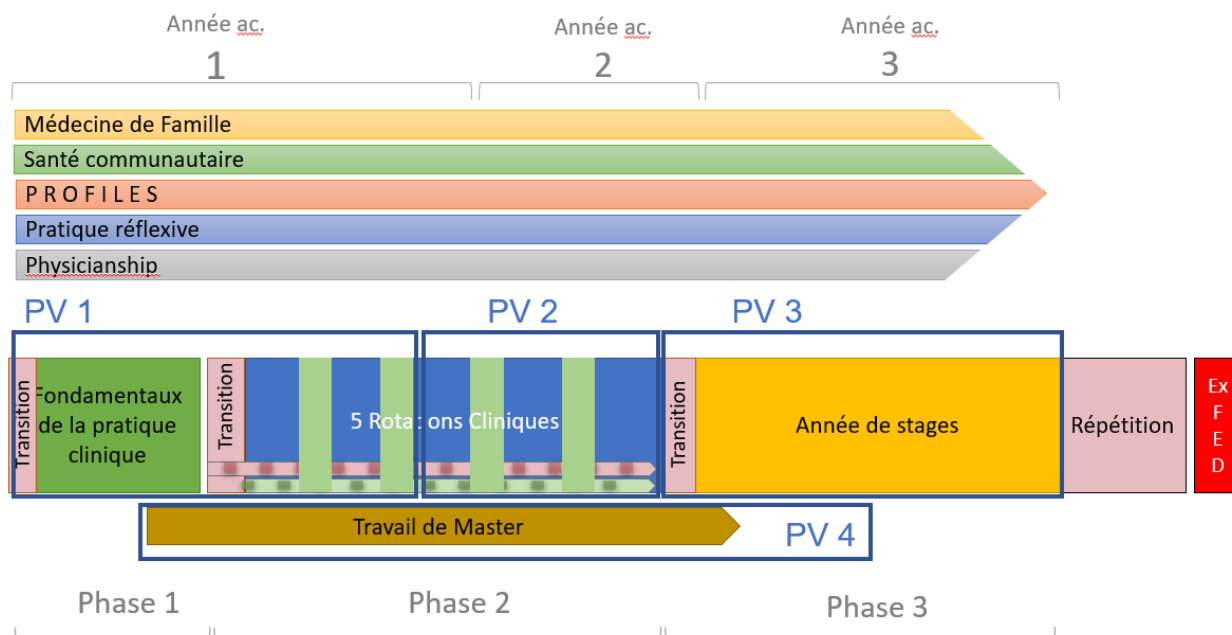 Année ac.
1
Année ac.
2
Année ac.
3
Médecine de Famille
Santé communautaire
P R O F I L E S
Pratique réflexive
Physicianship
PV 1
PV 2
PV 3
Transition
Fondamentaux
de la pratique
clinique
Transition
5 Rotations Cliniques
Transition
Année de stages
Répétition
Ex
F
E
D
Travail de Master
PV 4
Phase 1
Phase 2
Phase 3